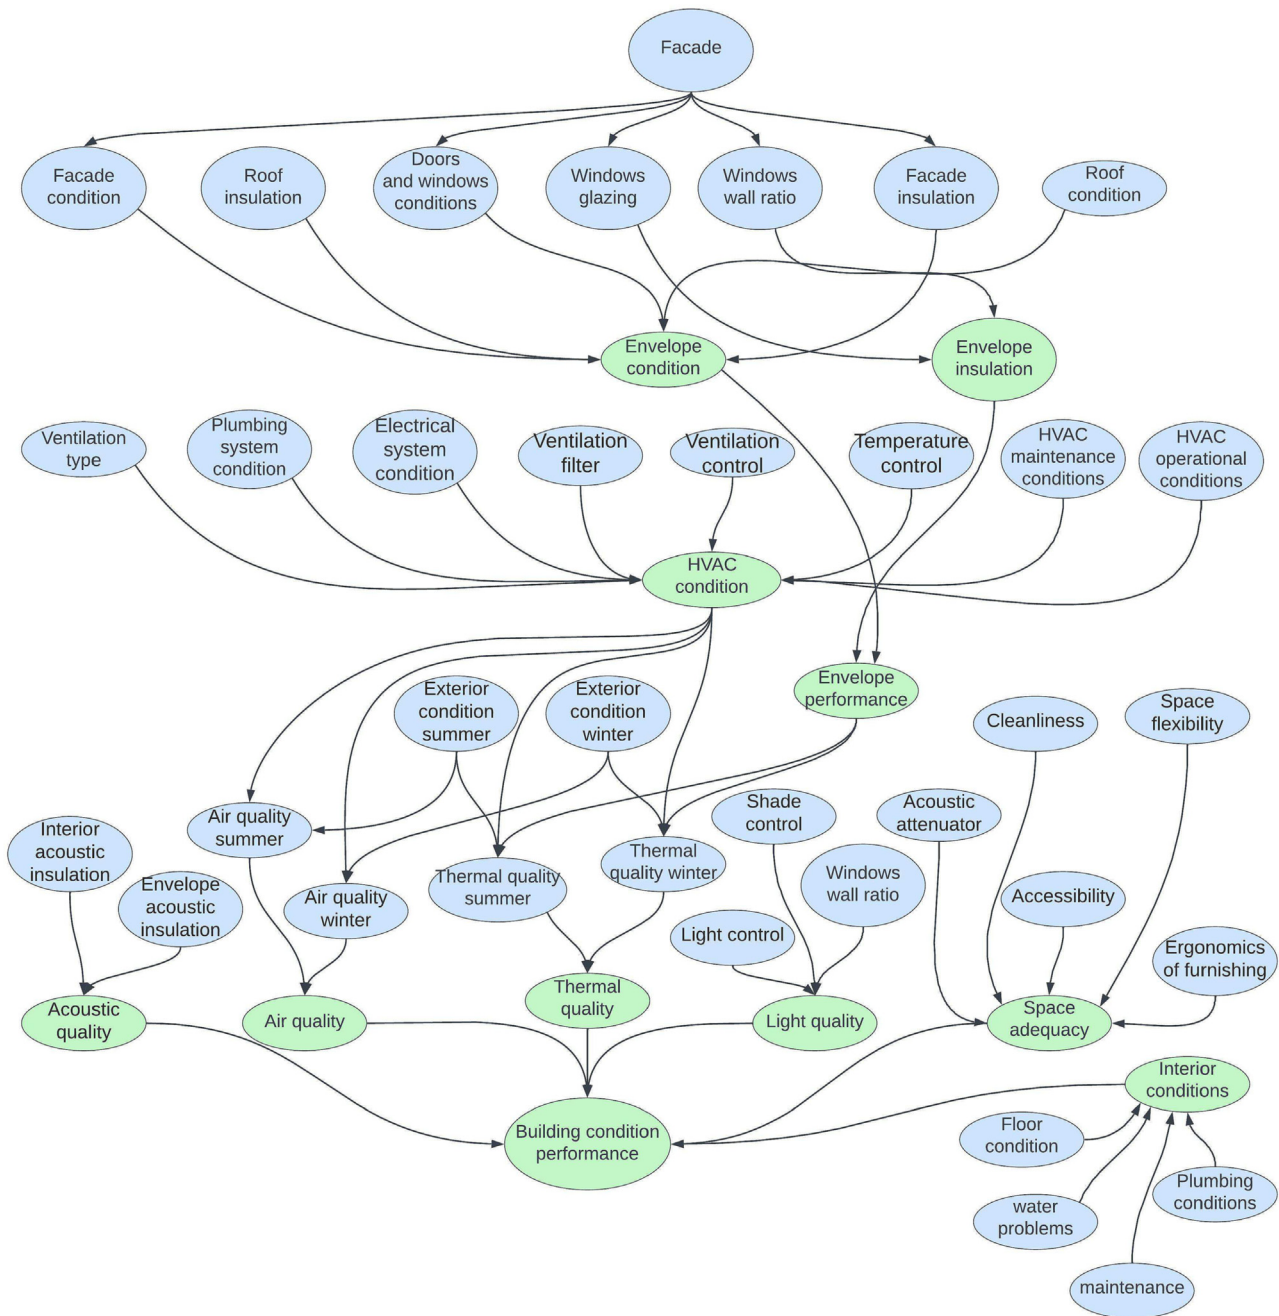 Facade
Facade
condition
Roof
insulation
Doors
and windows
conditions
Windows
glazing
Windows
wall ratio
Facade
insulation
Roof
condition
Envelope
condition
Envelope
insulation
Ventilation
type
Plumbing
system
condition
Electrical
system
condition
Ventilation
filter
Ventilation
control
Temperature
control
HVAC
maintenance
conditions
HVAC
operational
conditions
HVAC
condition
Envelope
performance
Exterior
condition
summer
Exterior
condition
winter
Cleanliness
Space
flexibility
Air quality
summer
Shade
control
Acoustic
attenuator
Interior
acoustic
insulation
Envelope
acoustic
insulation
Air quality
winter
Thermal quality
summer
Thermal
quality winter
Windows
wall ratio
Light control
Accessibility
Ergonomics
of furnishing
Acoustic
quality
Air quality
Thermal
quality
Light quality
Space
adequacy
Interior
conditions
Building condition
performance
Floor
condition
Plumbing
conditions
water
problems
maintenance